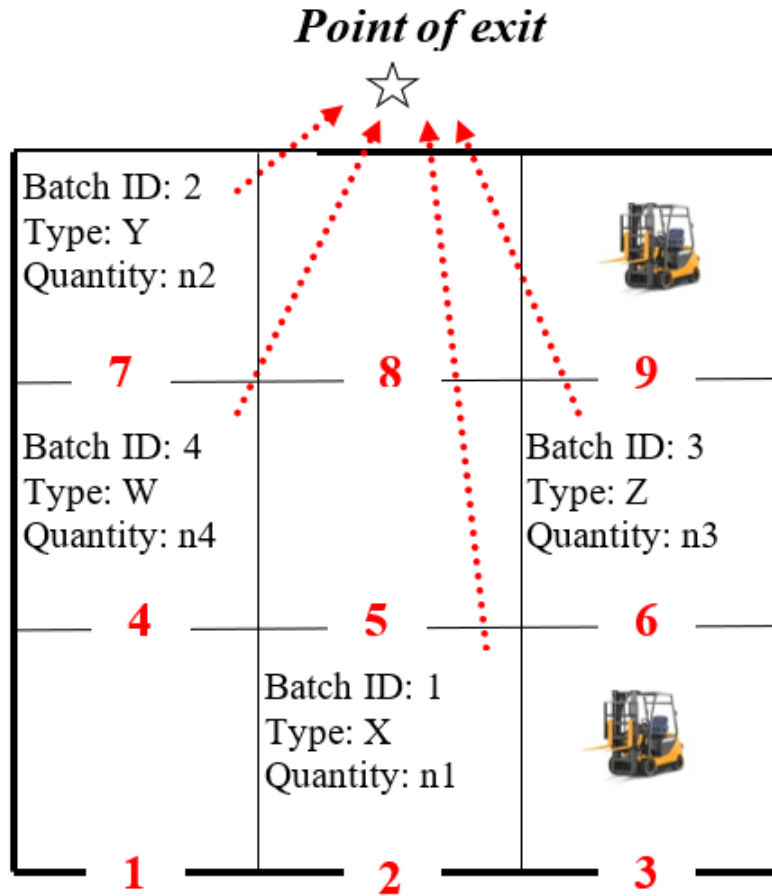 Point of exit
Batch ID: 2
Type: Y
Quantity: n2
7
8
9
Batch ID: 4
Type: W
Quantity: n4
Batch ID: 3
Type: Z
Quantity: n3
4
5
6
Batch ID: 1
Type: X
Quantity: n1
1
2
3